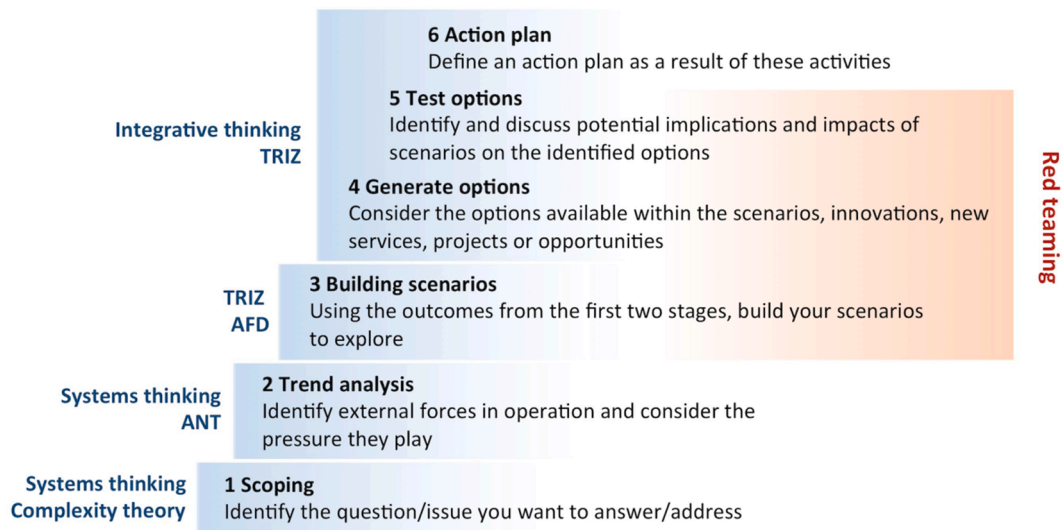 6 Action plan
Define an action plan as a result of these activities
5 Test options
Identify and discuss potential implications and impacts of
scenarios on the identified options
Integrative thinking
TRIZ
4 Generate options
Consider the options available within the scenarios, innovations, new
services, projects or opportunities
Red teaming
3 Building scenarios
Using the outcomes from the first two stages, build your scenarios
to explore
TRIZ
AFD
2 Trend analysis
Identify external forces in operation and consider the
pressure they play
Systems thinking
ANT
1 Scoping
Identify the question/issue you want to answer/address
Systems thinking
Complexity theory